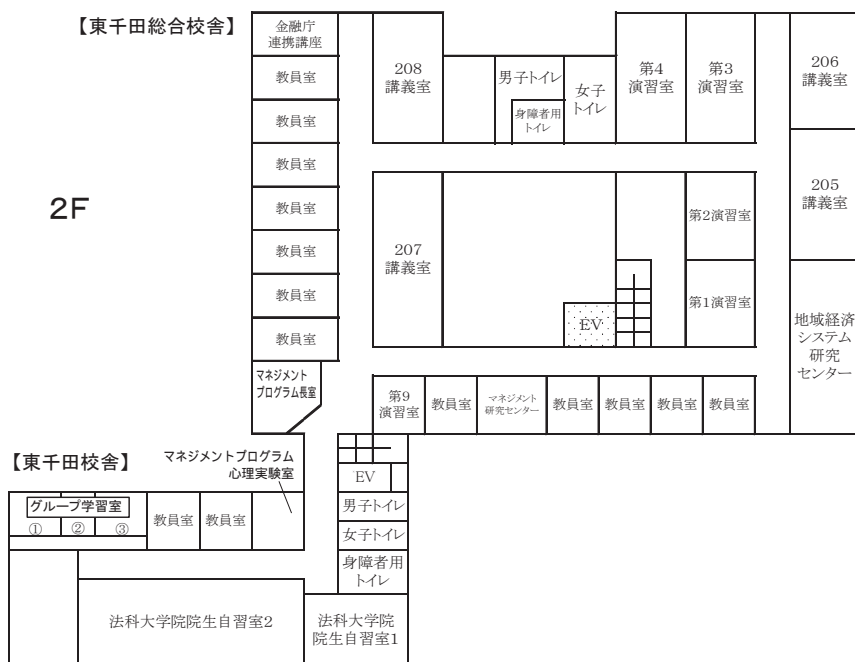 【東千田総合校舎】
2F
金融庁
連携講座
教員室
教員室
教員室
教員室
教員室
教員室
教員室
マネジメント
プログラム長室
208
講義室
男子トイレ
身障者用
トイレ
女子
トイレ
第4
演習室
第3
演習室
206
講義室
205
講義室
207
講義室
第2演習室
第1演習室
EV
地域経済
システム
研究
センター
第9
演習室
教員室
マネジメント
研究センター
教員室
教員室
教員室
教員室
【東千田校舎】
マネジメントプログラム
心理実験室
グループ学習室
①
②
③
教員室
教員室
EV
男子トイレ
女子トイレ
身障者用
トイレ
法科大学院院生自習室2
法科大学院
院生自習室1